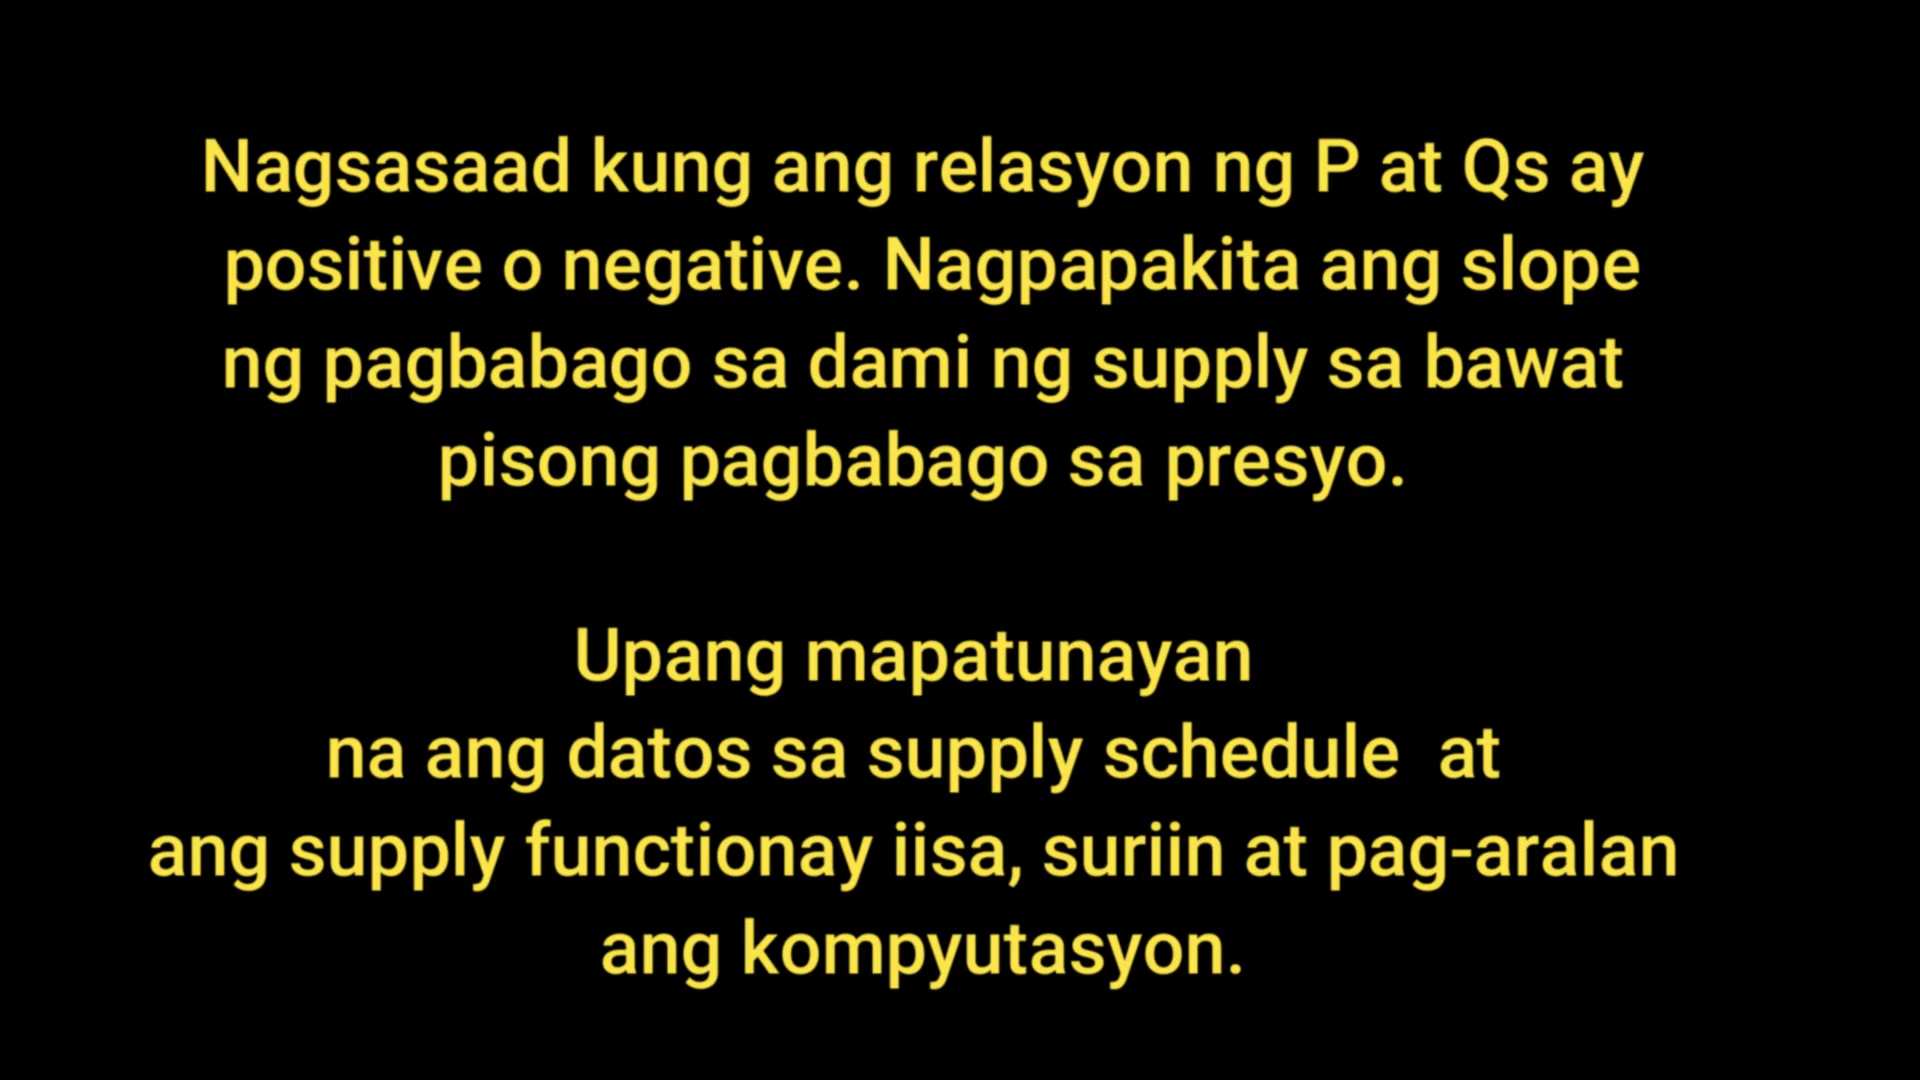 Nagsasaad kung ang relasyon ng P at Qs ay
positive o negative. Nagpapakita ang slope
ng pagbabago sa dami ng supply sa bawat
pisong pagbabago sa presyo.
Upang mapatunayan
na ang datos sa supply schedule  at
ang supply functionay iisa, suriin at pag-aralan
ang kompyutasyon.